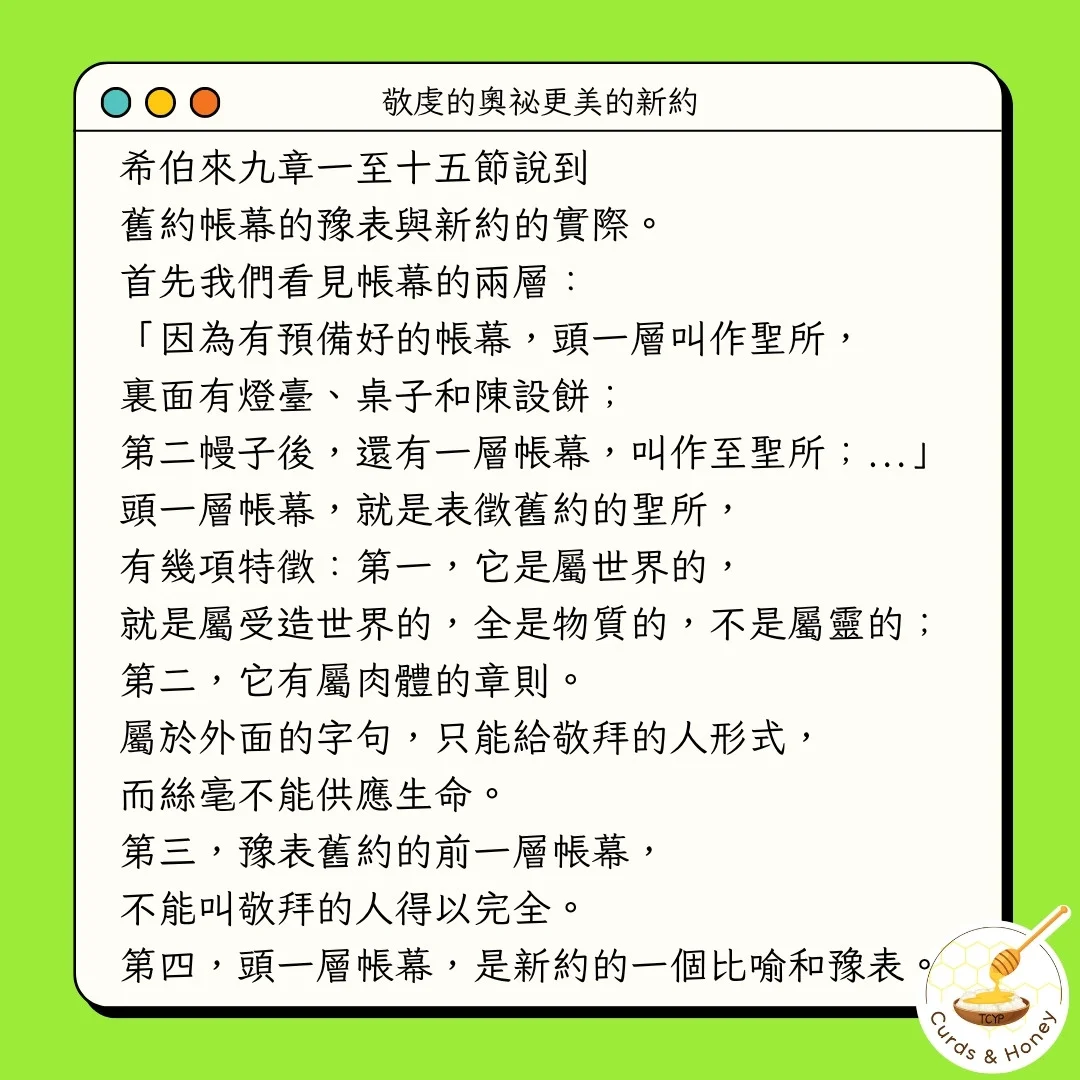 敬虔的奧祕更美的新約
希伯來九章一至十五節說到
舊約帳幕的豫表與新約的實際。
首先我們看見帳幕的兩層：
「因為有預備好的帳幕，頭一層叫作聖所，
裏面有燈臺、桌子和陳設餅；
第二幔子後，還有一層帳幕，叫作至聖所；...」
頭一層帳幕，就是表徵舊約的聖所，
有幾項特徵：第一，它是屬世界的，
就是屬受造世界的，全是物質的，不是屬靈的；
第二，它有屬肉體的章則。
屬於外面的字句，只能給敬拜的人形式，
而絲毫不能供應生命。
第三，豫表舊約的前一層帳幕，
不能叫敬拜的人得以完全。
第四，頭一層帳幕，是新約的一個比喻和豫表。
TCYP
Curds & Honey